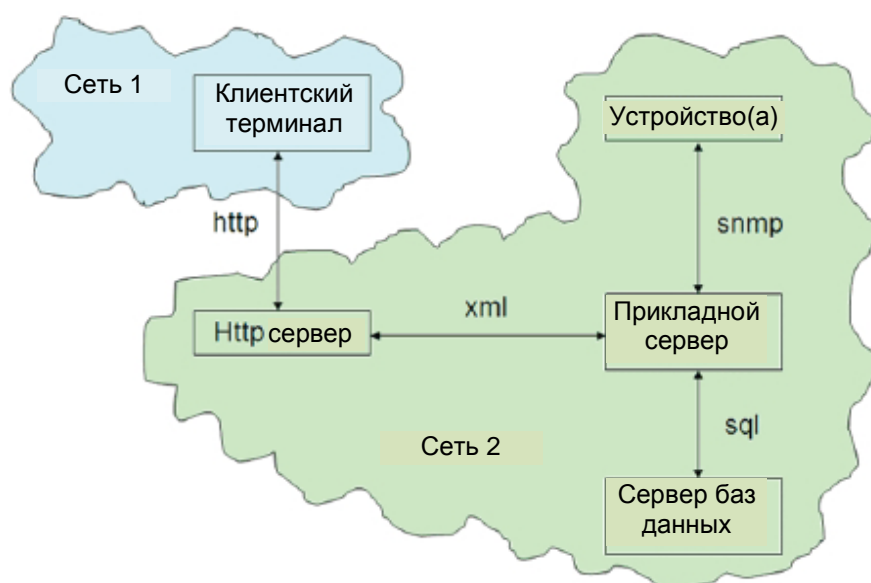 Сеть 1
Клиентский
терминал
Устройство(а)
http
snmp
Http сервер
xml
Прикладной
сервер
Сеть 2
sql
Сервер баз
данных